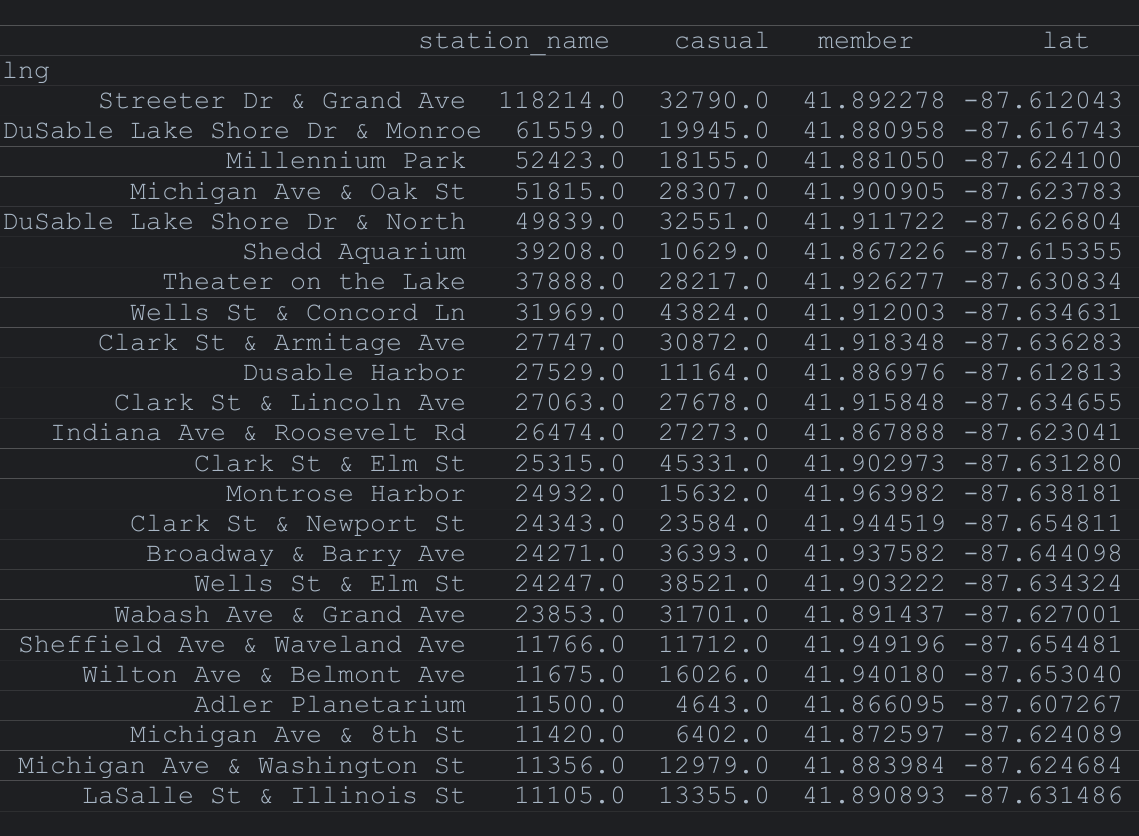 station_name casual member lat
lng
Streeter Dr & Grand Ave 118214.0 32790.0 41.892278 -87.612043
DuSable Lake Shore Dr & Monroe 61559.0 19945.0 41.880958 -87.616743
Millennium Park 52423.0 18155.0 41.881050 -87.624100
Michigan Ave & Oak St 51815.0 28307.0 41.900905 -87.623783
DuSable Lake Shore Dr & North 49839.0 32551.0 41.911722 -87.626804
Shedd Aquarium 39208.0 10629.0 41.867226 -87.615355
Theater on the Lake 37888.0 28217.0 41.926277 -87.630834
Wells St & Concord Ln 31969.0 43824.0 41.912003 -87.634631
Clark St & Armitage Ave 27747.0 30872.0 41.918348 -87.636283
Dusable Harbor 27529.0 11164.0 41.886976 -87.612813
Clark St & Lincoln Ave 27063.0 27678.0 41.915848 -87.634655
Indiana Ave & Roosevelt Rd 26474.0 27273.0 41.867888 -87.623041
Clark St & Elm St 25315.0 45331.0 41.902973 -87.631280
Montrose Harbor 24932.0 15632.0 41.963982 -87.638181
Clark St & Newport St 24343.0 23584.0 41.944519 -87.654811
Broadway & Barry Ave 24271.0 36393.0 41.937582 -87.644098
Wells St & Elm St 24247.0 38521.0 41.903222 -87.634324
Wabash Ave & Grand Ave 23853.0 31701.0 41.891437 -87.627001
Sheffield Ave & Waveland Ave 11766.0 11712.0 41.949196 -87.654481
Wilton Ave & Belmont Ave 11675.0 16026.0 41.940180 -87.653040
Adler Planetarium 11500.0 4643.0 41.866095 -87.607267
Michigan Ave & 8th St 11420.0 6402.0 41.872597 -87.624089
Michigan Ave & Washington St 11356.0 12979.0 41.883984 -87.624684
LaSalle St & Illinois St 11105.0 13355.0 41.890893 -87.631486